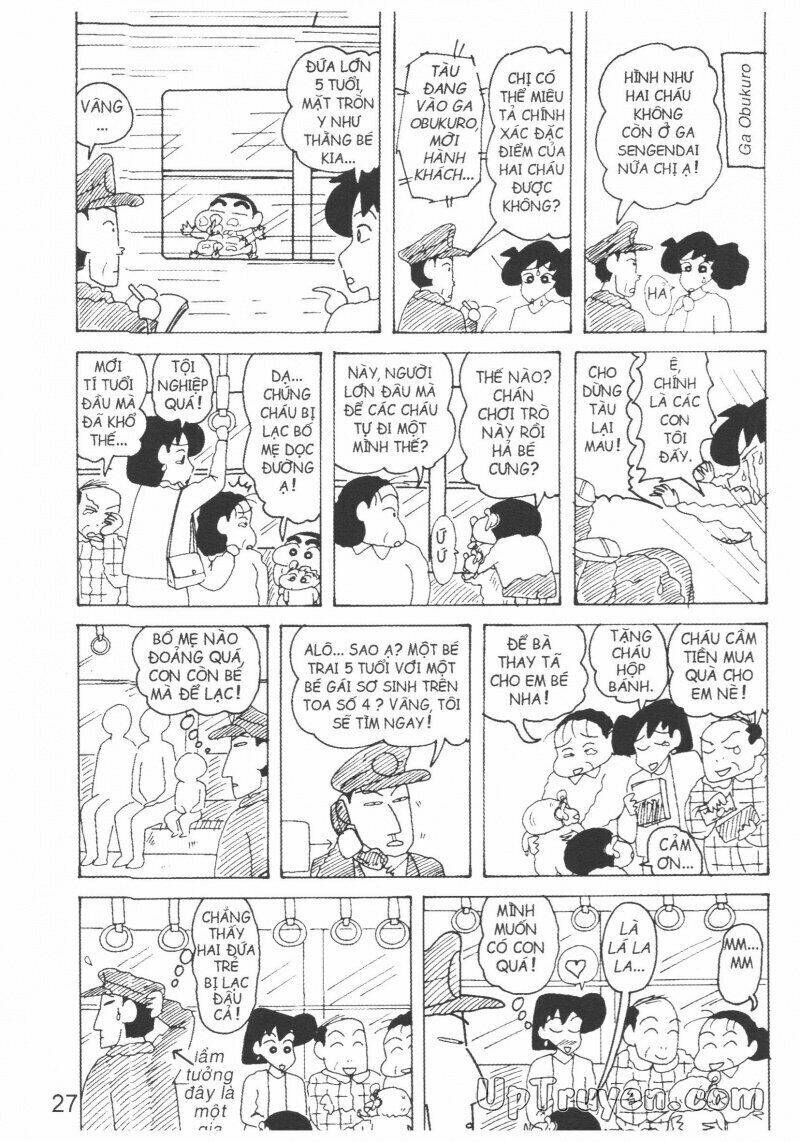 Ga Obukuro
HÌNH NHƯ
HAI CHÁU
KHÔNG
CÒN Ở GA
SENGENDAI
NỮA CHỊ Ạ!
HẢ
CHỊ CÓ
THỂ MIÊU
TẢ CHÍNH
XÁC ĐẶC
ĐIỂM CỦA
HAI CHÁU
ĐƯỢC
KHÔNG?
TÀU
ĐANG
VÀO GA
OBUKURO,
MỜI
HÀNH
KHÁCH...
ĐỨA LỚN
5 TUỔI,
MẶT TRÒN
Y NHƯ
THẰNG BÉ
KIA...
VÂNG
...
Ệ,
CHÍNH
LÀ CÁC
CON
TÔI
ĐẤY.
CHO
DỪNG
TÀU
LẠI
MAU!
THẾ NÀO?
CHÁN
CHƠI TRÒ
NÀY RỒI
HẢ BÉ
CƯNG?
Ứ
Ừ
NÀY, NGƯỜI
LỚN ĐÂU MÀ
ĐỂ CÁC CHÁU
TỰ ĐI MỘT
MÌNH THẾ?
DẠ...
CHÚNG
CHÁU BỊ
LẠC BỐ
MẸ DỌC
ĐƯỜNG
Ạ!
TỘI
NGHIỆP
QUÁ!
MỚI
TÍ TUỔI
ĐẦU MÀ
ĐÃ KHỔ
THẾ...
CHÁU CẦM
TIỀN MUA
QUÀ CHO
EM NÈ!
TẶNG
CHÁU
HỘP
BÁNH.
ĐỂ BÀ
THAY TÃ
CHO EM BÉ
NHA!
CẢM
ƠN...
ALÔ... SAO Ạ? MỘT BÉ
TRAI 5 TUỔI VỚI MỘT
BÉ GÁI SƠ SINH TRÊN
TOA SỐ 4? VÂNG, TÔI
SẼ TÌM NGAY!
BỐ MẸ NÀO
ĐOẢNG QUÁ,
CON CÒN BÉ
MÀ ĐỂ LẠC!
MM...
MM
LÀ
LÁ LA
LA...
MÌNH
MUỐN
CÓ CON
QUÁ!
CHẲNG
THẤY
HAI ĐỨA
TRẺ
BỊ LẠC
ĐÂU
CẢ!
lầm
tưởng
đây là
một
gia
27
UpTruyen.com